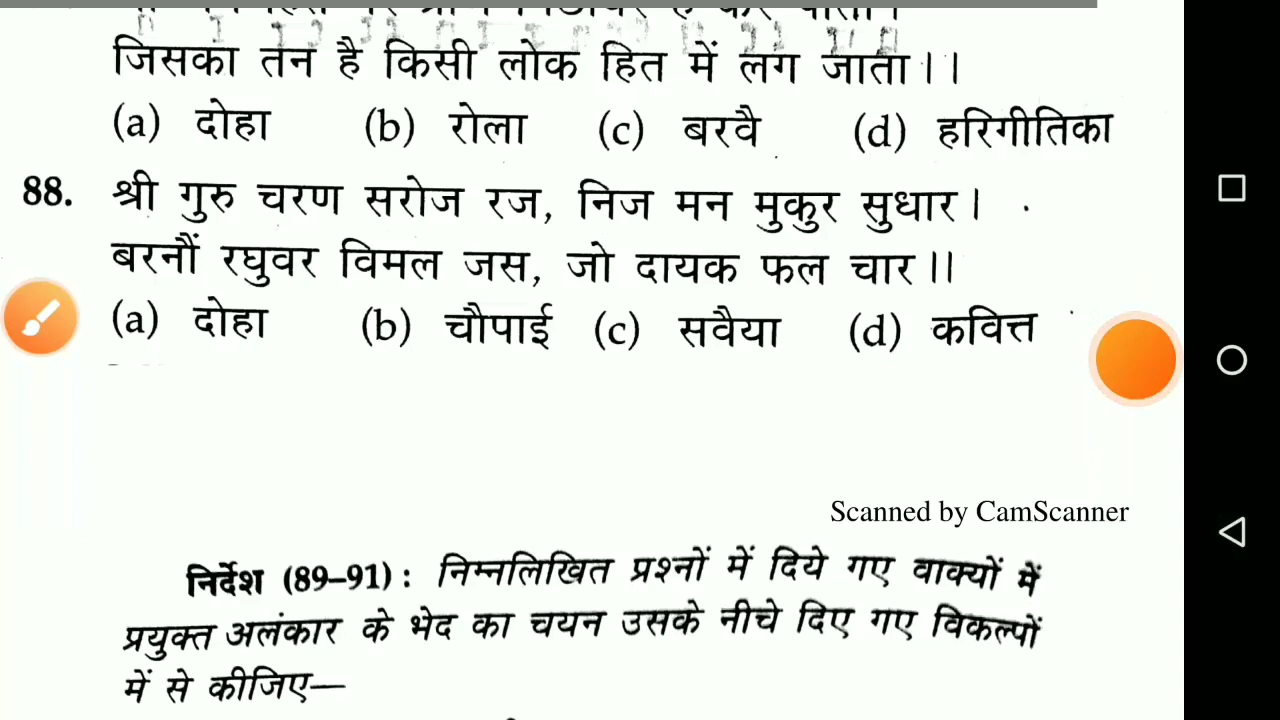 जिसका तन है किसी लोक हित में लग जाता।।
(a) दोहा (b) रोला (c) बरवै (d) हरिगीतिका
88. श्री गुरु चरण सरोज रज, निज मन मुकुर सुधार।
बरनौं रघुवर विमल जस, जो दायक फल चार।।
(a) दोहा (b) चौपाई (c) सवैया (d) कवित्त
Scanned by CamScanner
निर्देश (89–91) : निम्नलिखित प्रश्नों में दिये गए वाक्यों में
प्रयुक्त अलंकार के भेद का चयन उसके नीचे दिए गए विकल्पों
में से कीजिए—